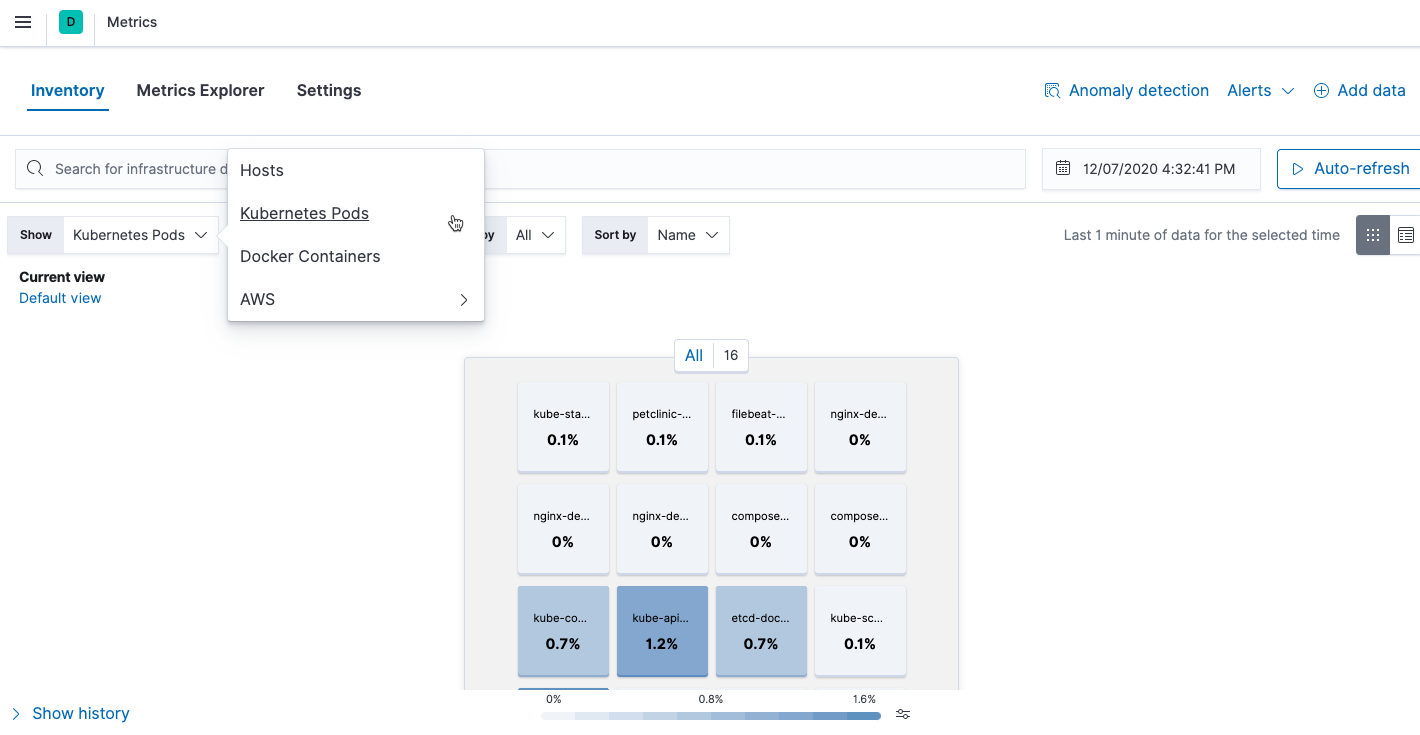 D Metrics
Inventory Metrics Explorer Settings Anomaly detection Alerts Add data
Search for infrastructure d 12/07/2020 4:32:41 PM Auto-refresh
Hosts
Kubernetes Pods
Docker Containers
AWS
Show Kubernetes Pods by All Sort by Name Last 1 minute of data for the selected time
Current view
Default view
All 16
kube-sta... petclinic-... filebeat-... nginx-de...
0.1% 0.1% 0.1% 0%
nginx-de... nginx-de... compose... compose...
0% 0% 0% 0%
kube-co... kube-api... etcd-doc... kube-sc...
0.7% 1.2% 0.7% 0.1%
0% 0.8% 1.6%
Show history